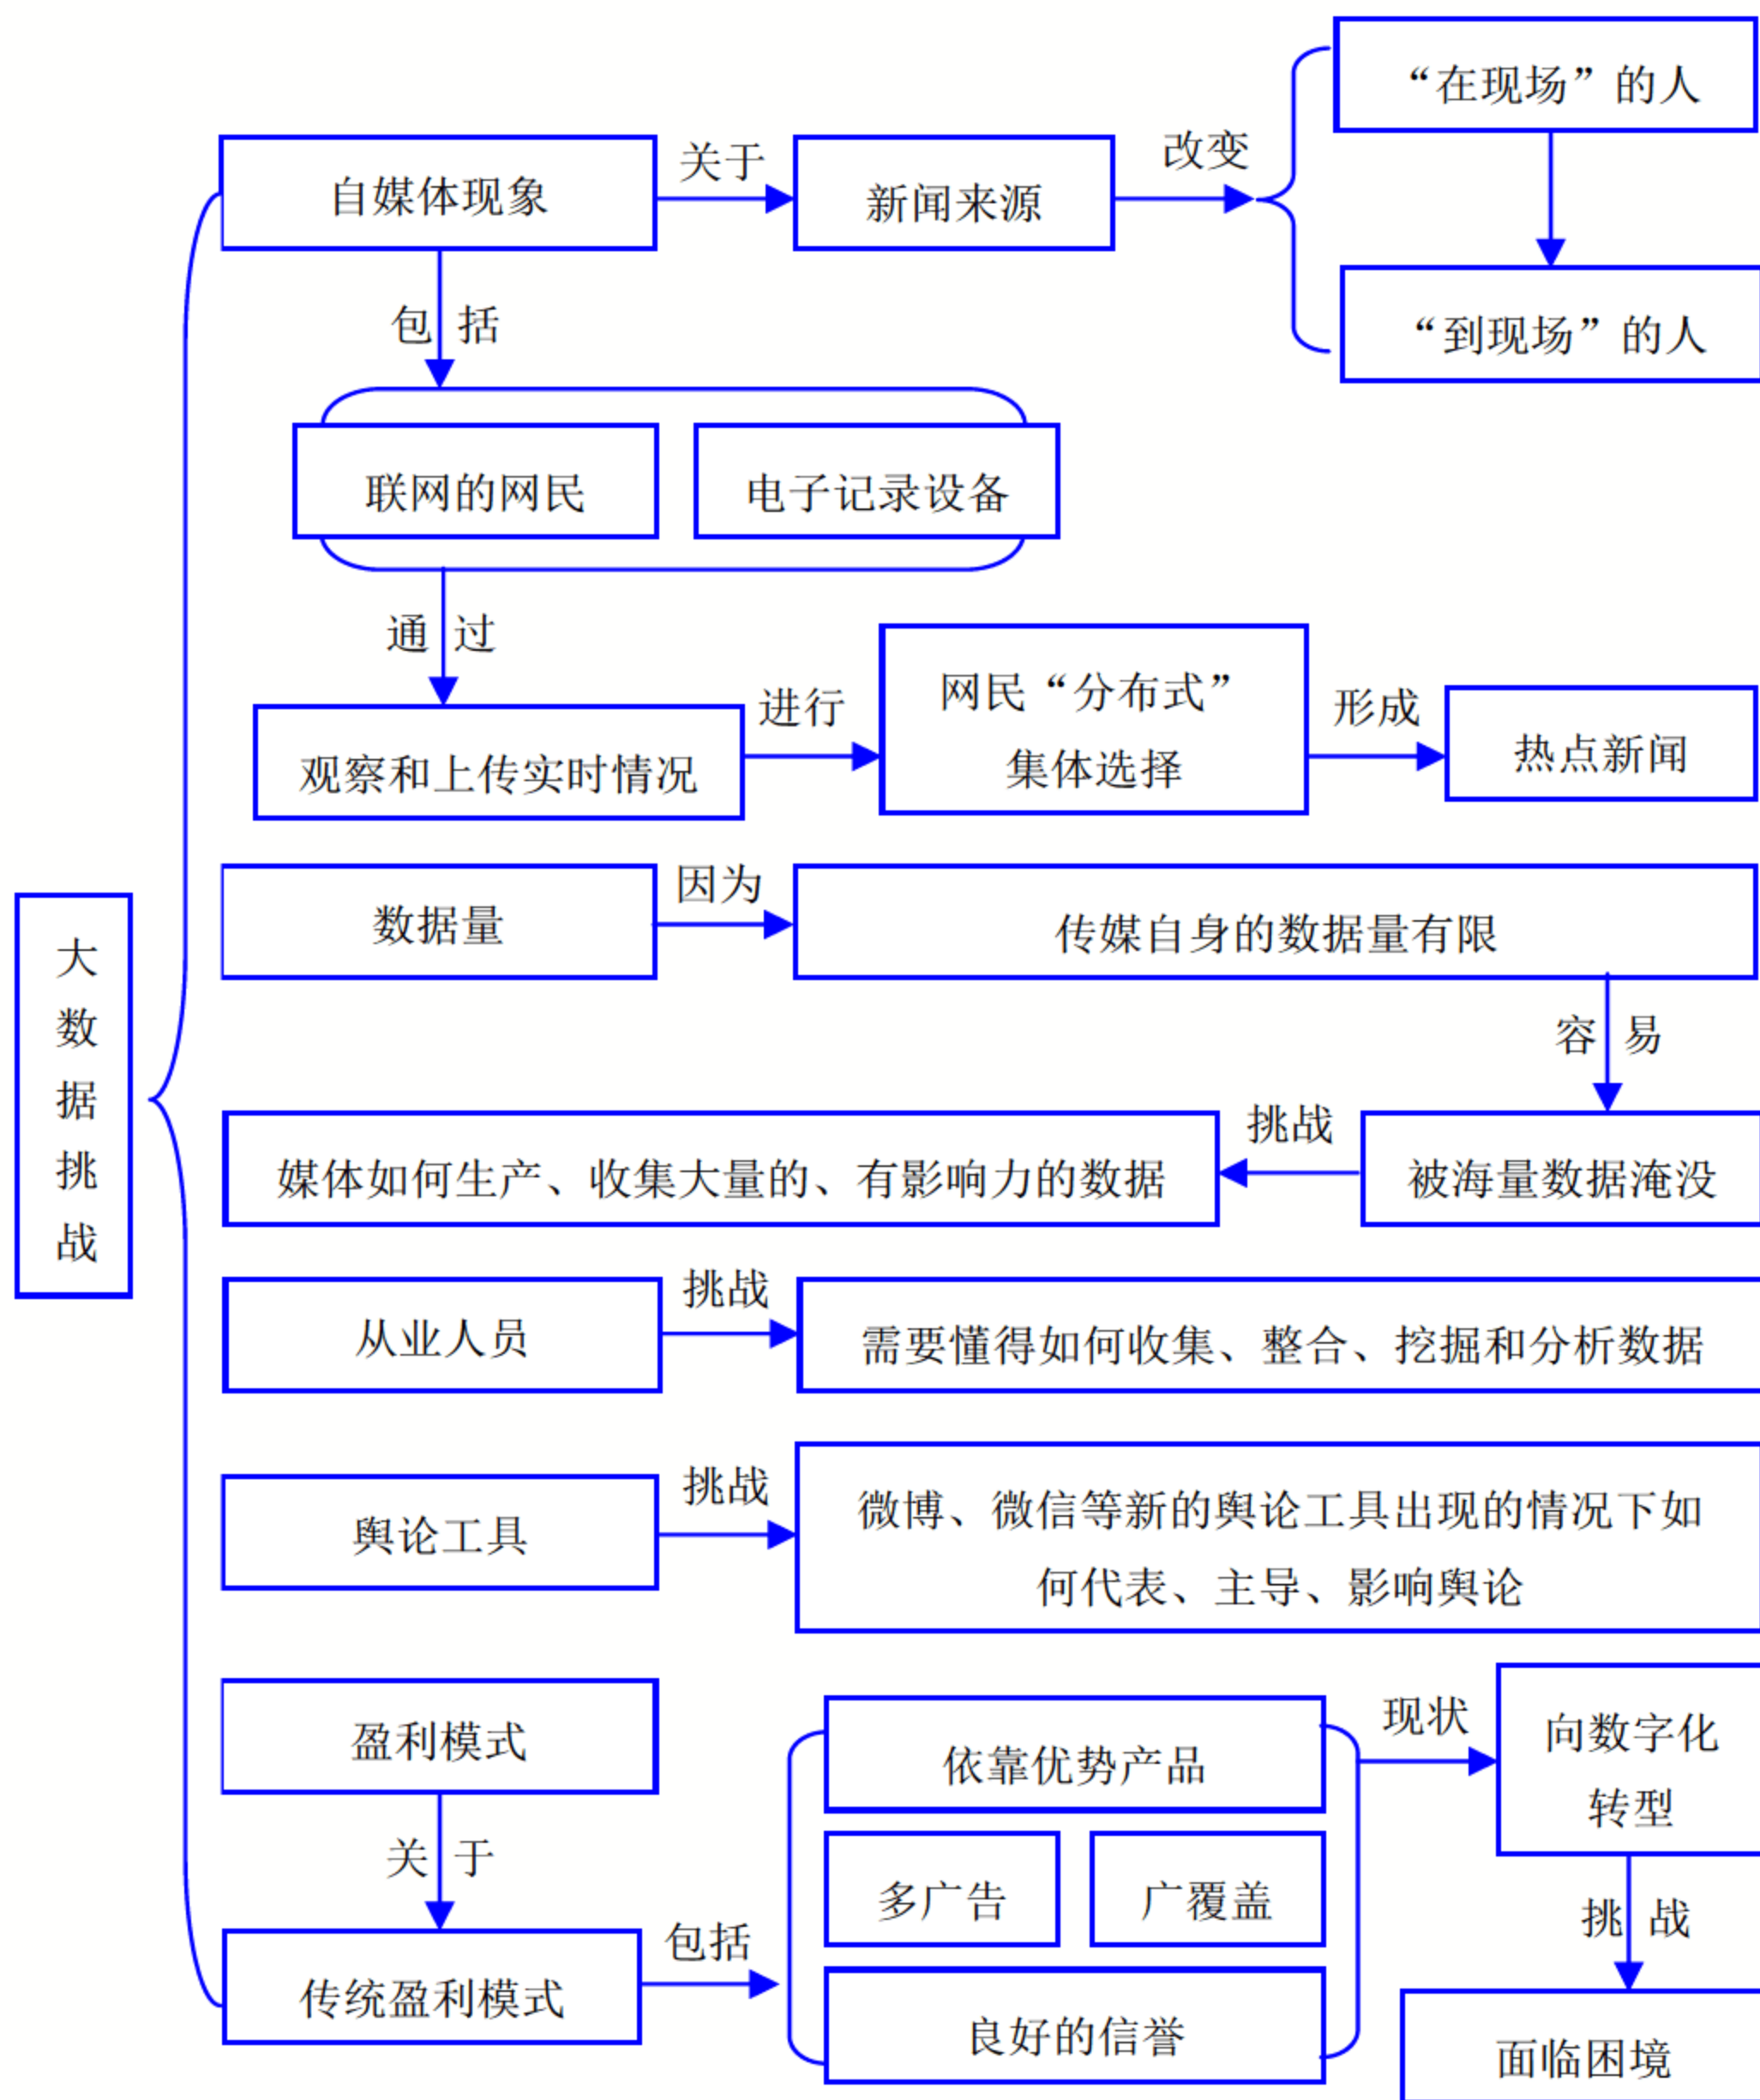 大
数
据
挑
战
自媒体现象
关于
新闻来源
改变
“在现场”的人
“到现场”的人
包括
联网的网民
电子记录设备
通过
观察和上传实时情况
进行
网民“分布式”
集体选择
形成
热点新闻
数据量
因为
传媒自身的数据量有限
容易
被海量数据淹没
挑战
媒体如何生产、收集大量的、有影响力的数据
从业人员
挑战
需要懂得如何收集、整合、挖掘和分析数据
舆论工具
挑战
微博、微信等新的舆论工具出现的情况下如
何代表、主导、影响舆论
盈利模式
关于
传统盈利模式
包括
依靠优势产品
多广告
广覆盖
良好的信誉
现状
向数字化
转型
挑战
面临困境